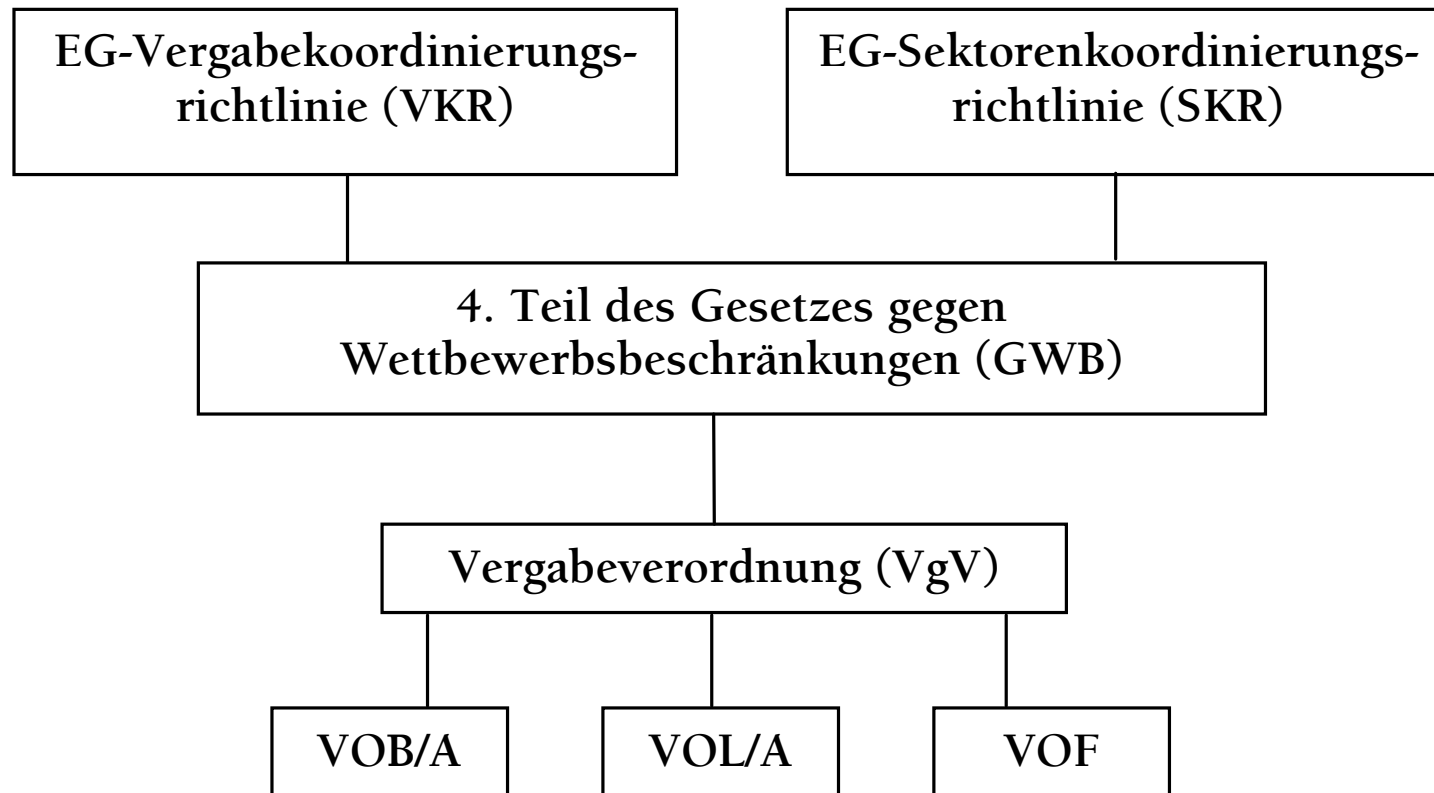 EG-Vergabekoordinierungs-
richtlinie (VKR)
EG-Sektorenkoordinierungs-
richtlinie (SKR)
4. Teil des Gesetzes gegen
Wettbewerbsbeschränkungen (GWB)
Vergabeverordnung (VgV)
VOB/A
VOL/A
VOF